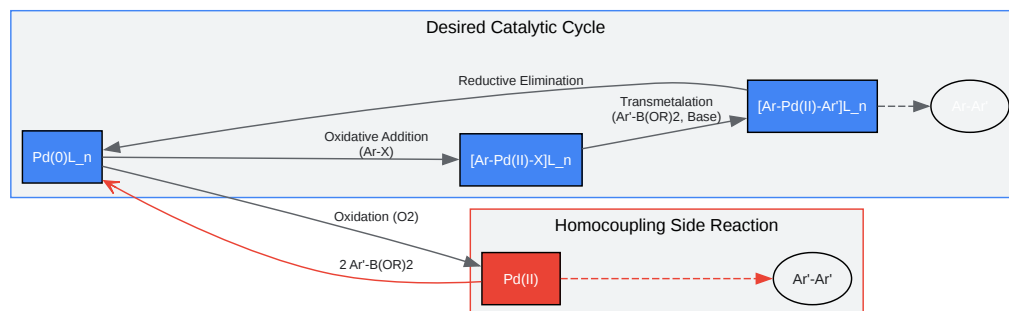 Desired Catalytic Cycle
Reductive Elimination
Transmetalation
(Ar'-B(OR)2, Base)
[Ar-Pd(II)-Ar']L_n
Ar-Ar'
Oxidative Addition
(Ar-X)
Pd(0)L_n
[Ar-Pd(II)-X]L_n
Oxidation (O2)
Homocoupling Side Reaction
2 Ar'-B(OR)2
Pd(II)
Ar'-Ar'